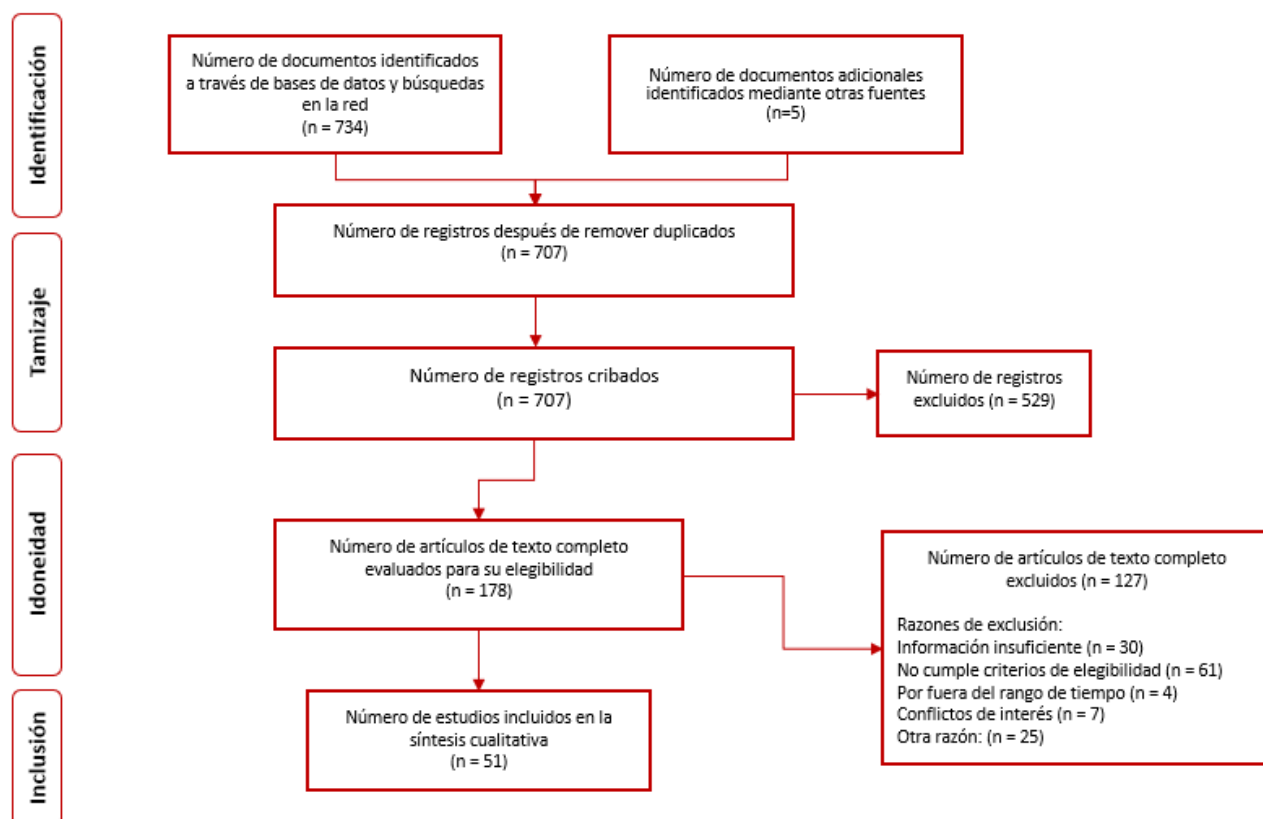 Identificación
Número de documentos identificados
a través de bases de datos y búsquedas
en la red
(n = 734)
Número de documentos adicionales
identificados mediante otras fuentes
(n=5)
Número de registros después de remover duplicados
(n = 707)
Tamizaje
Número de registros cribados
(n = 707)
Número de registros
excluidos (n = 529)
Idoneidad
Número de artículos de texto completo
evaluados para su elegibilidad
(n = 178)
Número de artículos de texto completo
excluidos (n = 127)
Razones de exclusión:
Información insuficiente (n = 30)
No cumple criterios de elegibilidad (n = 61)
Por fuera del rango de tiempo (n = 4)
Conflictos de interés (n = 7)
Otra razón: (n = 25)
Inclusión
Número de estudios incluidos en la
síntesis cualitativa
(n = 51)